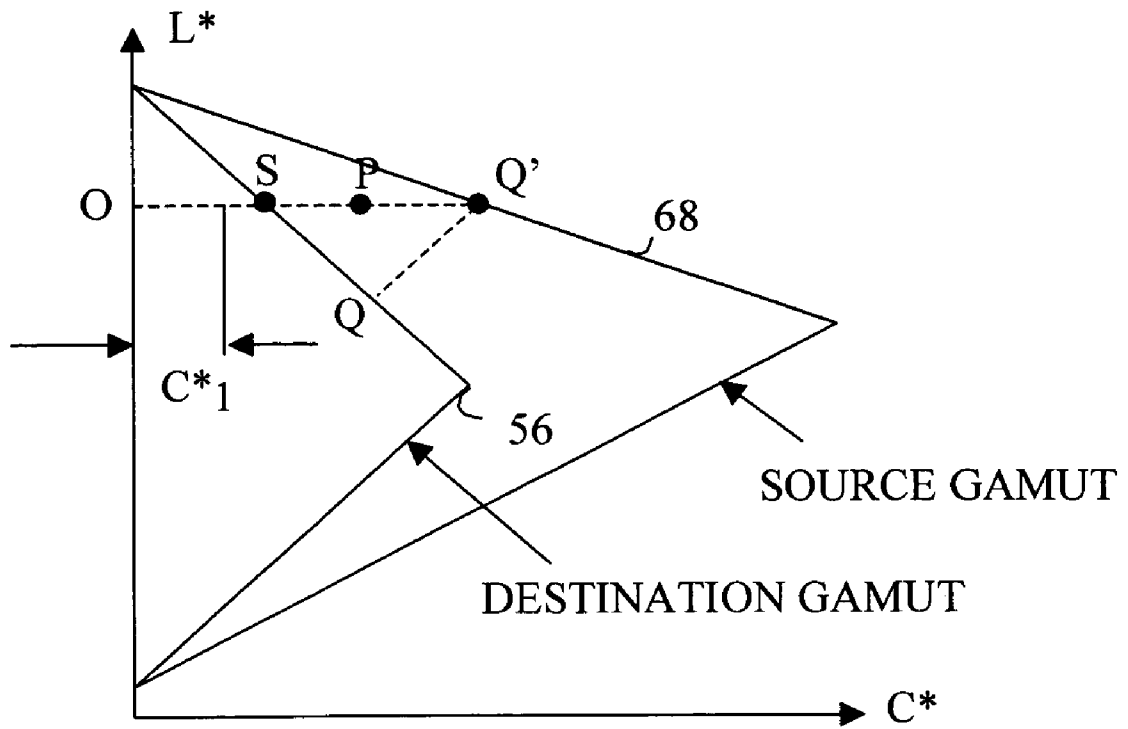 L*
S
P
Q’
O
68
Q
C*1
56
SOURCE GAMUT
DESTINATION GAMUT
C*